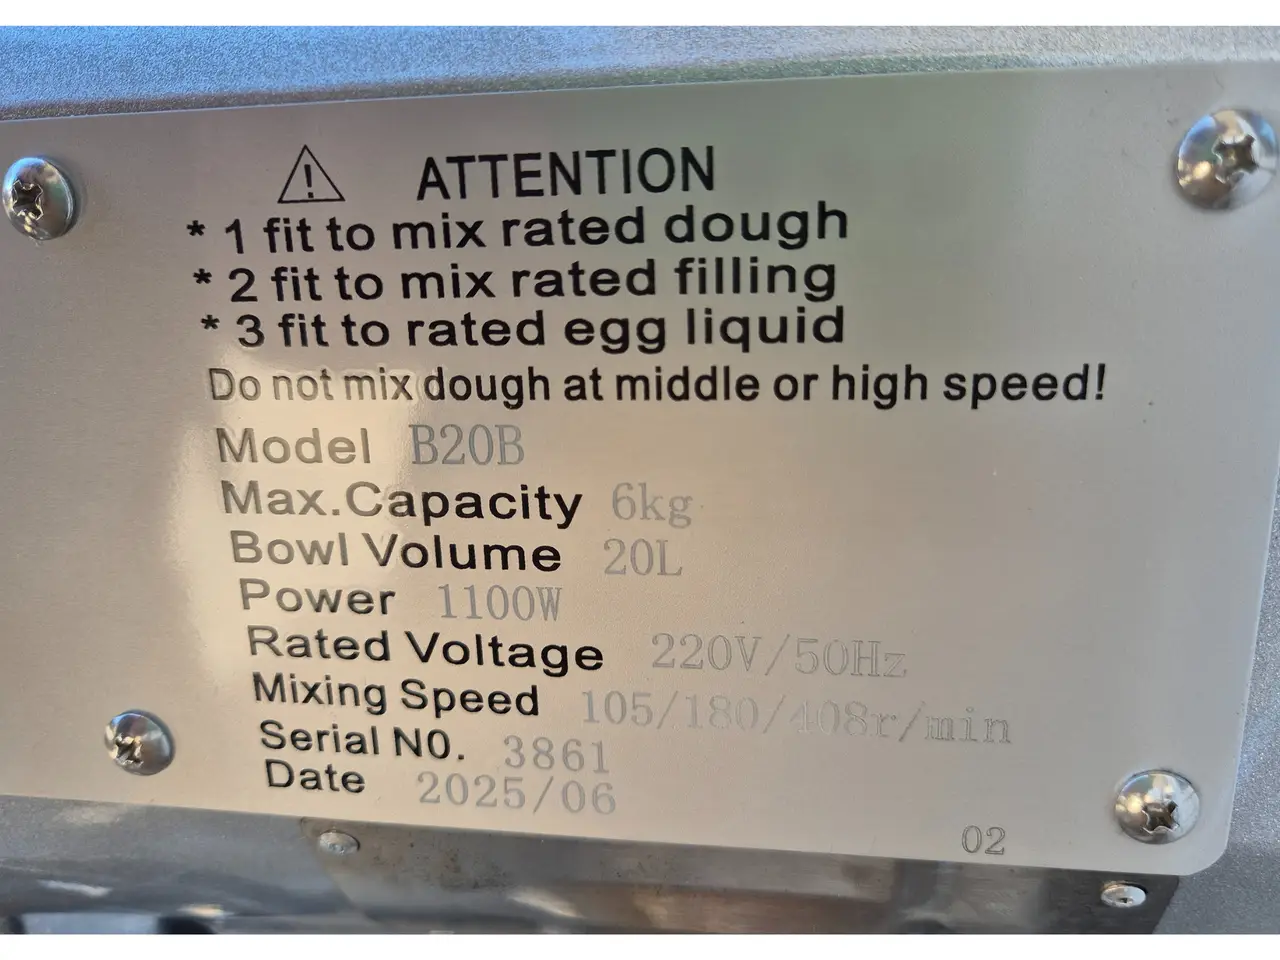 ATTENTION
* 1 fit to mix rated dough
* 2 fit to mix rated filling
* 3 fit to rated egg liquid
Do not mix dough at middle or high speed!
Model B20B
Max.Capacity 6kg
Bowl Volume 20L
Power 1100W
Rated Voltage 220V/50Hz
Mixing Speed 105/180/408r/min
Serial NO. 3861
Date 2025/06
02